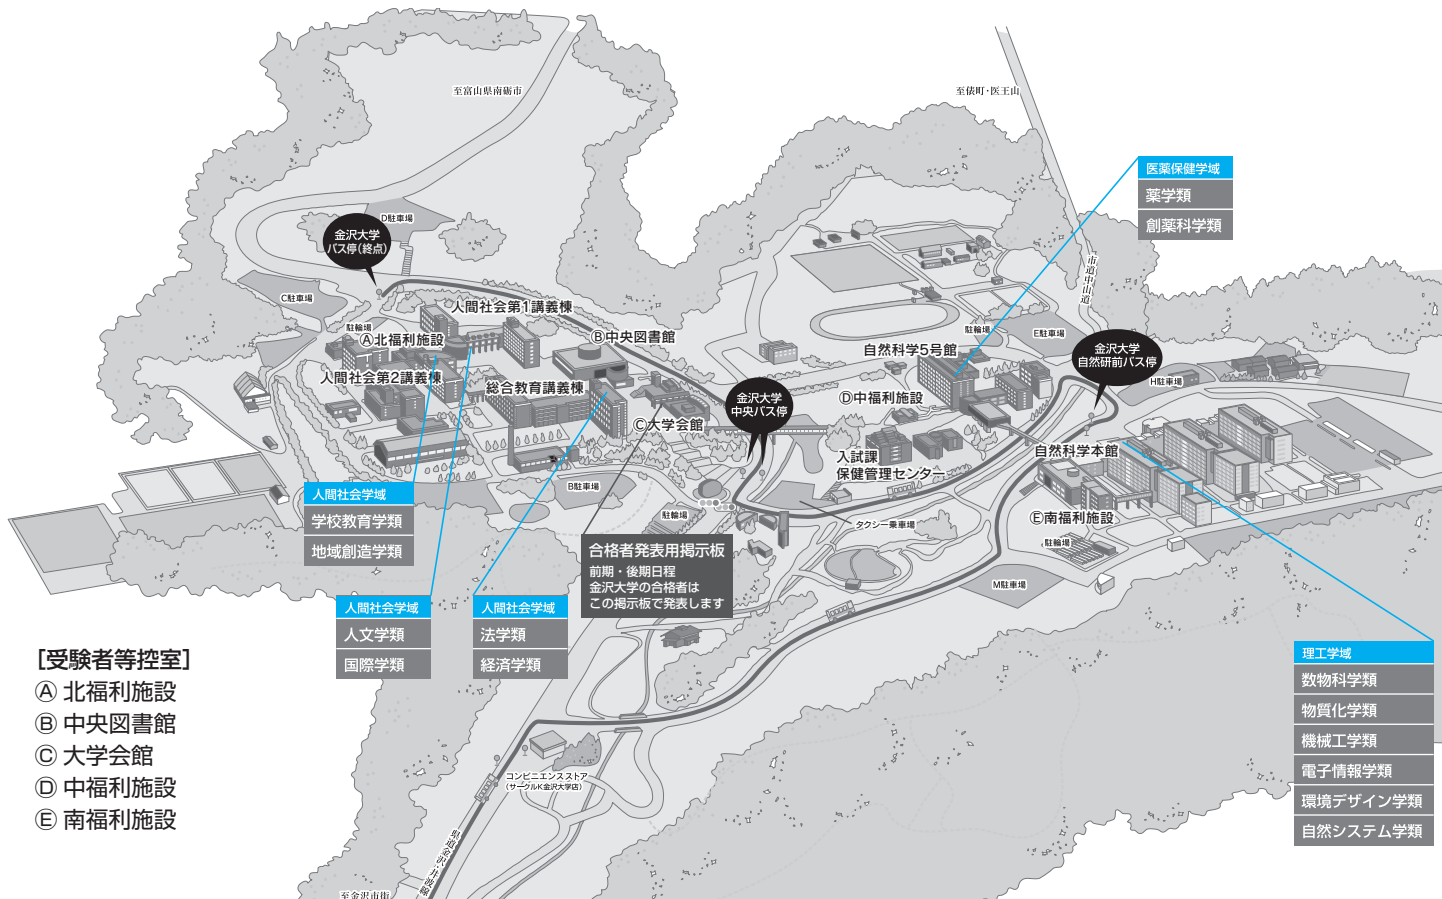 至富山県南砺市
至俵町・医王山
医薬保健学域
薬学類
創薬科学類
D駐車場
金沢大学
バス停(終点)
市道中山道
C駐車場
人間社会第1講義棟
駐輪場
Ⓐ北福利施設
Ⓑ中央図書館
駐輪場
E駐車場
自然科学5号館
金沢大学
自然研前バス停
人間社会第2講義棟
総合教育講義棟
H駐車場
Ⓓ中福利施設
金沢大学
中央バス停
Ⓒ大学会館
入試課
保健管理センター
自然科学本館
B駐車場
人間社会学域
学校教育学類
地域創造学類
駐輪場
タクシー乗車場
Ⓔ南福利施設
駐輪場
合格者発表用掲示板
前期・後期日程
金沢大学の合格者は
この掲示板で発表します
M駐車場
人間社会学域
人文学類
国際学類
人間社会学域
法学類
経済学類
[受験者等控室]
Ⓐ 北福利施設
Ⓑ 中央図書館
Ⓒ 大学会館
Ⓓ 中福利施設
Ⓔ 南福利施設
理工学域
数物科学類
物質化学類
機械工学類
電子情報学類
環境デザイン学類
自然システム学類
コンビニエンスストア
(サークルK金沢大学店)
県道金沢・井波線
至金沢市街